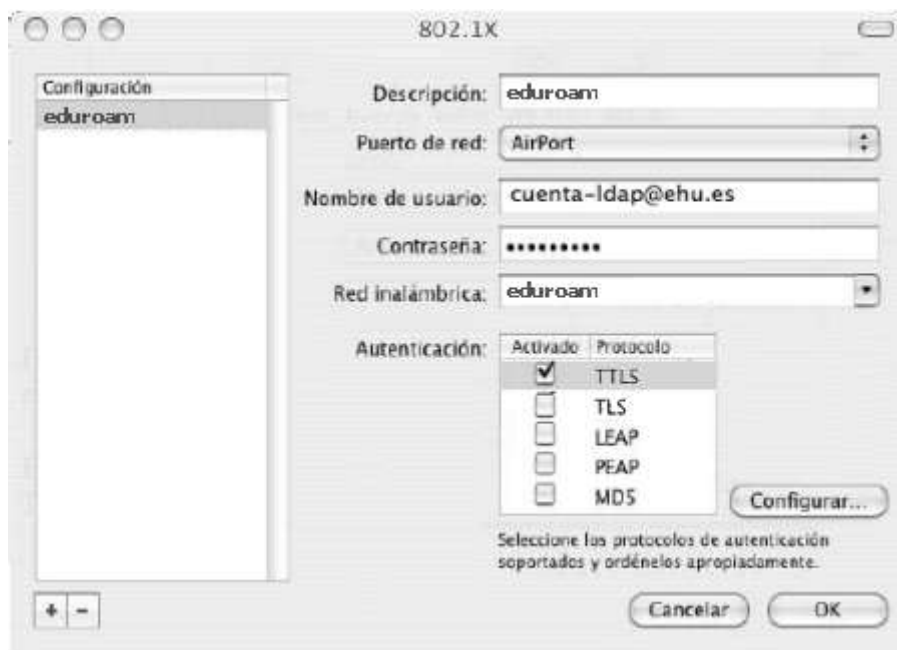 802.1X
Configuración
eduroam
Descripción: eduroam
Puerto de red: AirPort
Nombre de usuario: cuenta-ldap@ehu.es
Contraseña: •••••••••
Red inalámbrica: eduroam
Autenticación: Activado Protocolo
TTLS
TLS
LEAP
PEAP
MD5
Configurar...
Seleccione los protocolos de autenticación
soportados y ordénelos apropiadamente.
+ -
Cancelar OK